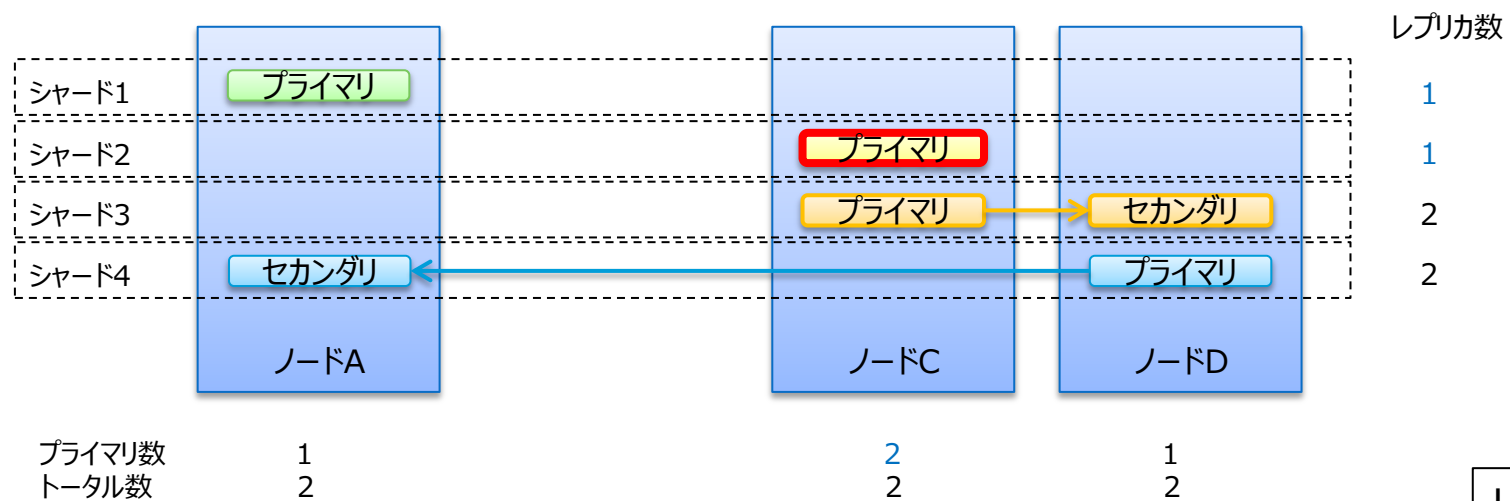 レプリカ数
シャード1 プライマリ 1
シャード2 プライマリ 1
シャード3 プライマリ セカンダリ 2
シャード4 セカンダリ プライマリ 2
ノードA ノードC ノードD
プライマリ数 1 2 1
トータル数 2 2 2